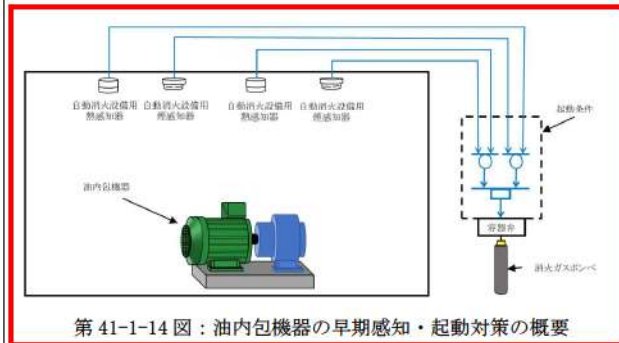 自動消火設備用
熱感知器
自動消火設備用
煙感知器
自動消火設備用
熱感知器
自動消火設備用
煙感知器
起動条件
油内包機器
容器弁
消火ガスボンベ
第 41-1-14 図：油内包機器の早期感知・起動対策の概要